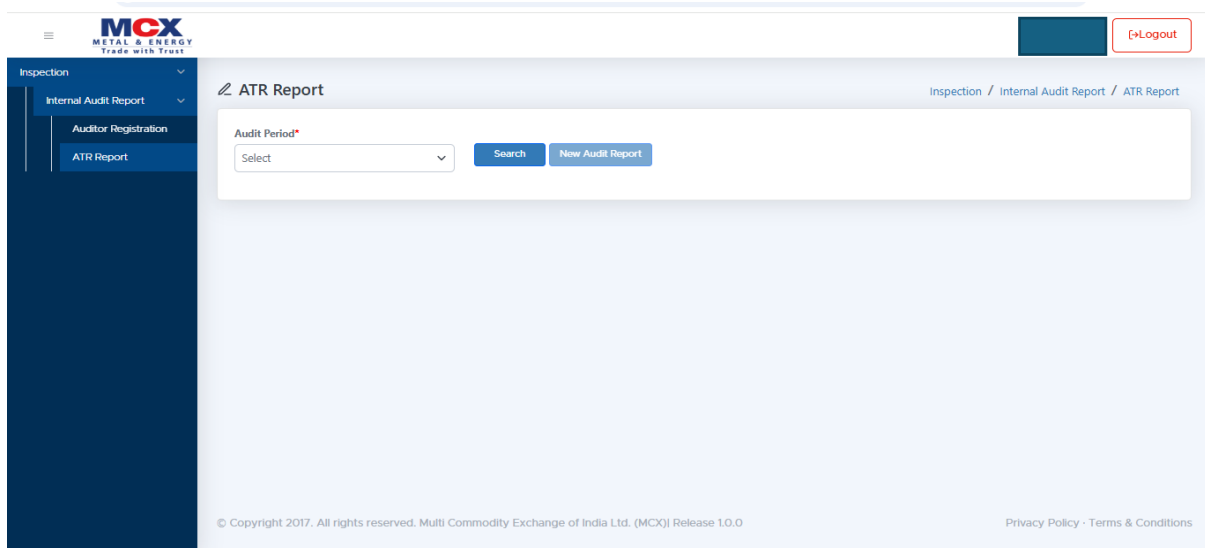 MCX
METAL & ENERGY
Trade with Trust
Logout
Inspection
Internal Audit Report
Auditor Registration
ATR Report
ATR Report
Inspection / Internal Audit Report / ATR Report
Audit Period*
Select
Search
New Audit Report
© Copyright 2017. All rights reserved. Multi Commodity Exchange of India Ltd. (MCX)| Release 1.0.0
Privacy Policy · Terms & Conditions